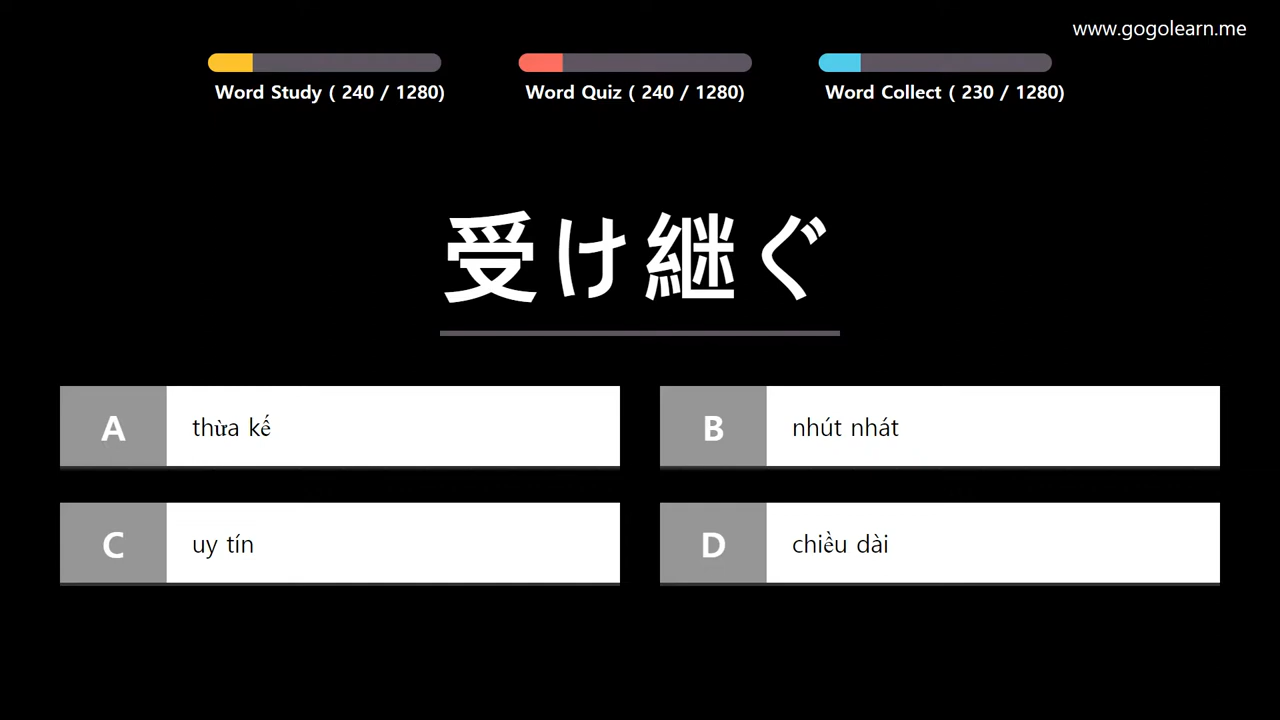 www.gogolearn.me
Word Study ( 240 / 1280)
Word Quiz ( 240 / 1280)
Word Collect ( 230 / 1280)
受け継ぐ
A thừa kế
B nhút nhát
C uy tín
D chiều dài